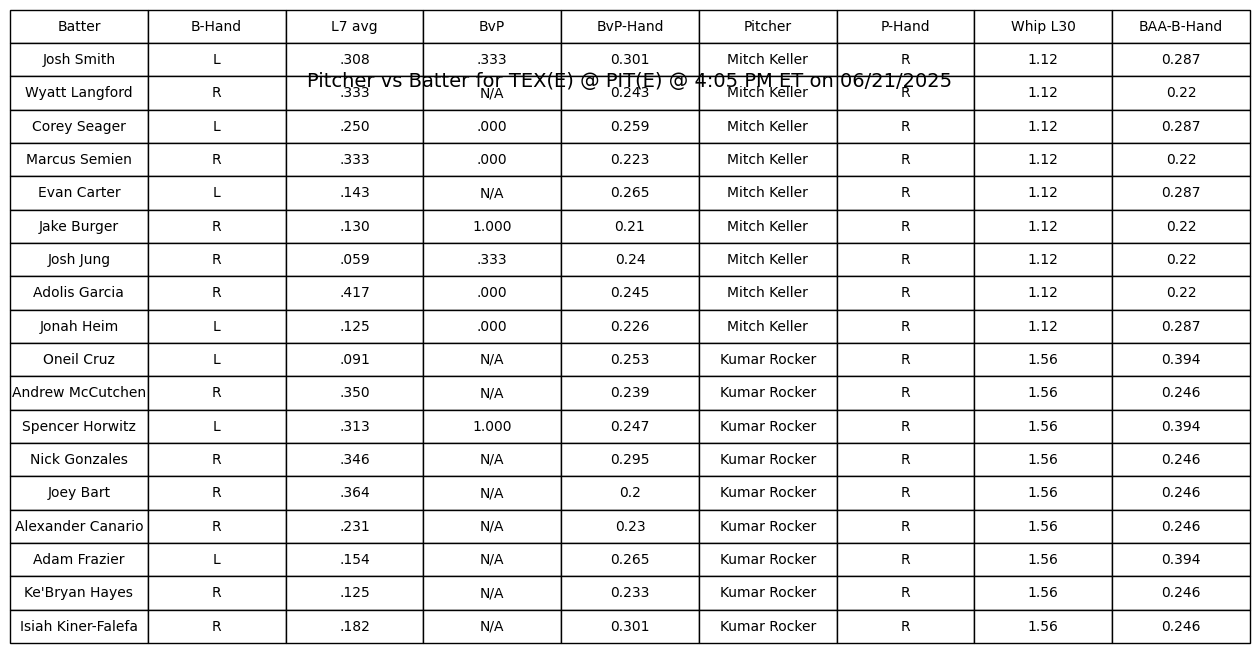 Batter B-Hand L7 avg BvP BvP-Hand Pitcher P-Hand Whip L30 BAA-B-Hand
Josh Smith L .308 .333 0.301 Mitch Keller R 1.12 0.287
Pitcher vs Batter for TEX(E) @ PIT(E) @ 4:05 PM ET on 06/21/2025
Wyatt Langford R .333 N/A 0.243 Mitch Keller R 1.12 0.22
Corey Seager L .250 .000 0.259 Mitch Keller R 1.12 0.287
Marcus Semien R .333 .000 0.223 Mitch Keller R 1.12 0.22
Evan Carter L .143 N/A 0.265 Mitch Keller R 1.12 0.287
Jake Burger R .130 1.000 0.21 Mitch Keller R 1.12 0.22
Josh Jung R .059 .333 0.24 Mitch Keller R 1.12 0.22
Adolis Garcia R .417 .000 0.245 Mitch Keller R 1.12 0.22
Jonah Heim L .125 .000 0.226 Mitch Keller R 1.12 0.287
Oneil Cruz L .091 N/A 0.253 Kumar Rocker R 1.56 0.394
Andrew McCutchen R .350 N/A 0.239 Kumar Rocker R 1.56 0.246
Spencer Horwitz L .313 1.000 0.247 Kumar Rocker R 1.56 0.394
Nick Gonzales R .346 N/A 0.295 Kumar Rocker R 1.56 0.246
Joey Bart R .364 N/A 0.2 Kumar Rocker R 1.56 0.246
Alexander Canario R .231 N/A 0.23 Kumar Rocker R 1.56 0.246
Adam Frazier L .154 N/A 0.265 Kumar Rocker R 1.56 0.394
Ke'Bryan Hayes R .125 N/A 0.233 Kumar Rocker R 1.56 0.246
Isiah Kiner-Falefa R .182 N/A 0.301 Kumar Rocker R 1.56 0.246